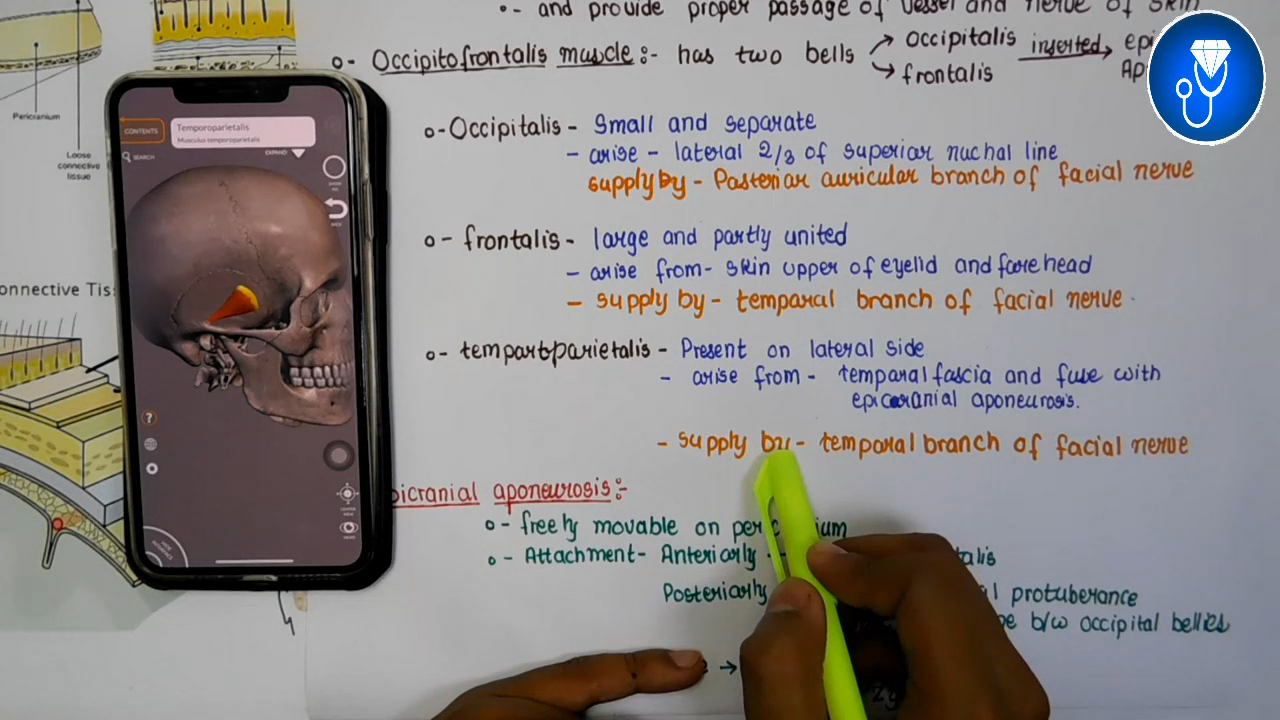 o- and provide proper passage of vessel and nerve of skin
o- Occipitofrontalis muscle:- has two bells → occipitalis inserted → epi
→ frontalis Ap
Pericranium
Loose
connective
tissue
CONTENTS
Temporoparietalis
Musculus temporoparietalis
SEARCH
EXPAND
o- Occipitalis - Small and separate
- arise - lateral 2/3 of superior nuchal line
supply by - Posteriar auricular branch of facial nerve
o- frontalis - large and partly united
- arise from - skin upper of eyelid and forehead
- supply by - temporal branch of facial nerve.
onnective Tis
o- temportoparietalis - Present on lateral side
- arise from - temporal fascia and fuse with
epicranial aponeurosis.
- supply by - temporal branch of facial nerve
picranial aponeurosis:-
o- freely movable on per ium
o- Attachment - Anteriorly - talis
Posteriorly l protuberance
b/w occipital bellies
→